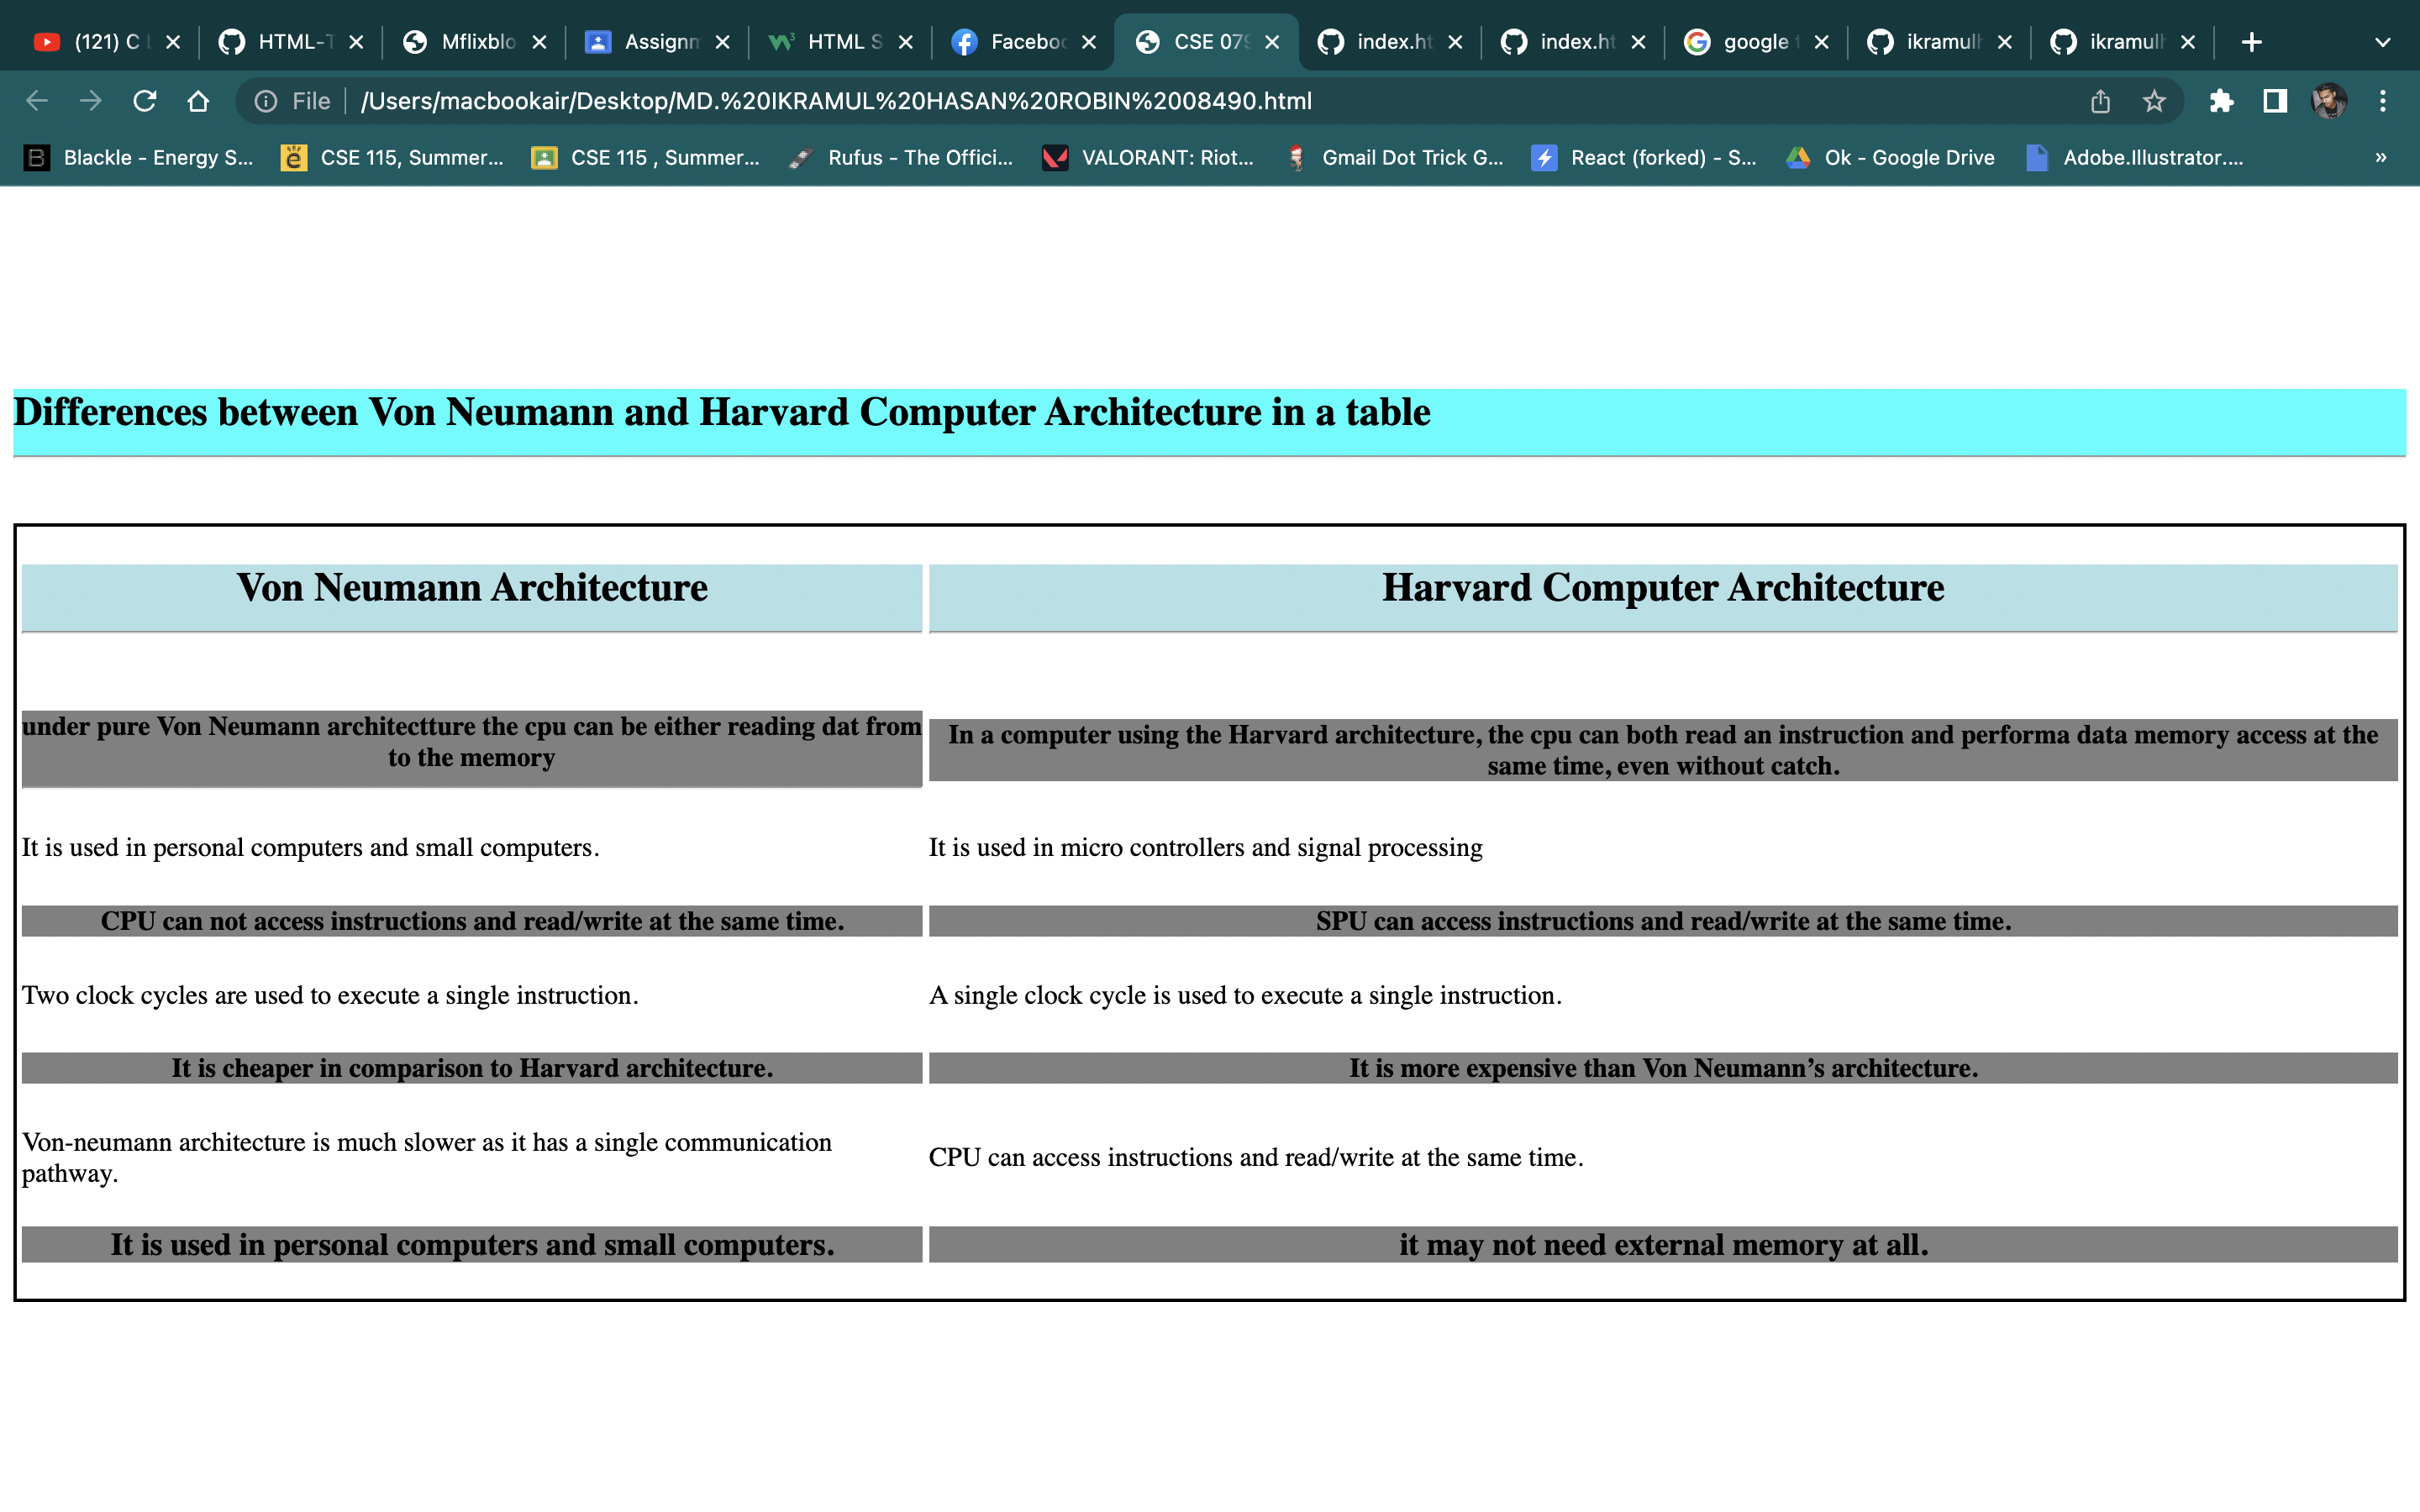 (121) C
HTML-T
Mflixblo
Assignm
HTML S
Faceboo
CSE 079
index.ht
index.ht
google t
ikramulh
ikramulh
File
/Users/macbookair/Desktop/MD.%20IKRAMUL%20HASAN%20ROBIN%2008490.html
Blackle - Energy S...
CSE 115, Summer...
CSE 115 , Summer...
Rufus - The Offici...
VALORANT: Riot...
Gmail Dot Trick G...
React (forked) - S...
Ok - Google Drive
Adobe.Illustrator....
»
Differences between Von Neumann and Harvard Computer Architecture in a table
Von Neumann Architecture
Harvard Computer Architecture
under pure Von Neumann architectture the cpu can be either reading dat from
to the memory
In a computer using the Harvard architecture, the cpu can both read an instruction and performa data memory access at the
same time, even without catch.
It is used in personal computers and small computers.
It is used in micro controllers and signal processing
CPU can not access instructions and read/write at the same time.
SPU can access instructions and read/write at the same time.
Two clock cycles are used to execute a single instruction.
A single clock cycle is used to execute a single instruction.
It is cheaper in comparison to Harvard architecture.
It is more expensive than Von Neumann’s architecture.
Von-neumann architecture is much slower as it has a single communication
pathway.
CPU can access instructions and read/write at the same time.
It is used in personal computers and small computers.
it may not need external memory at all.